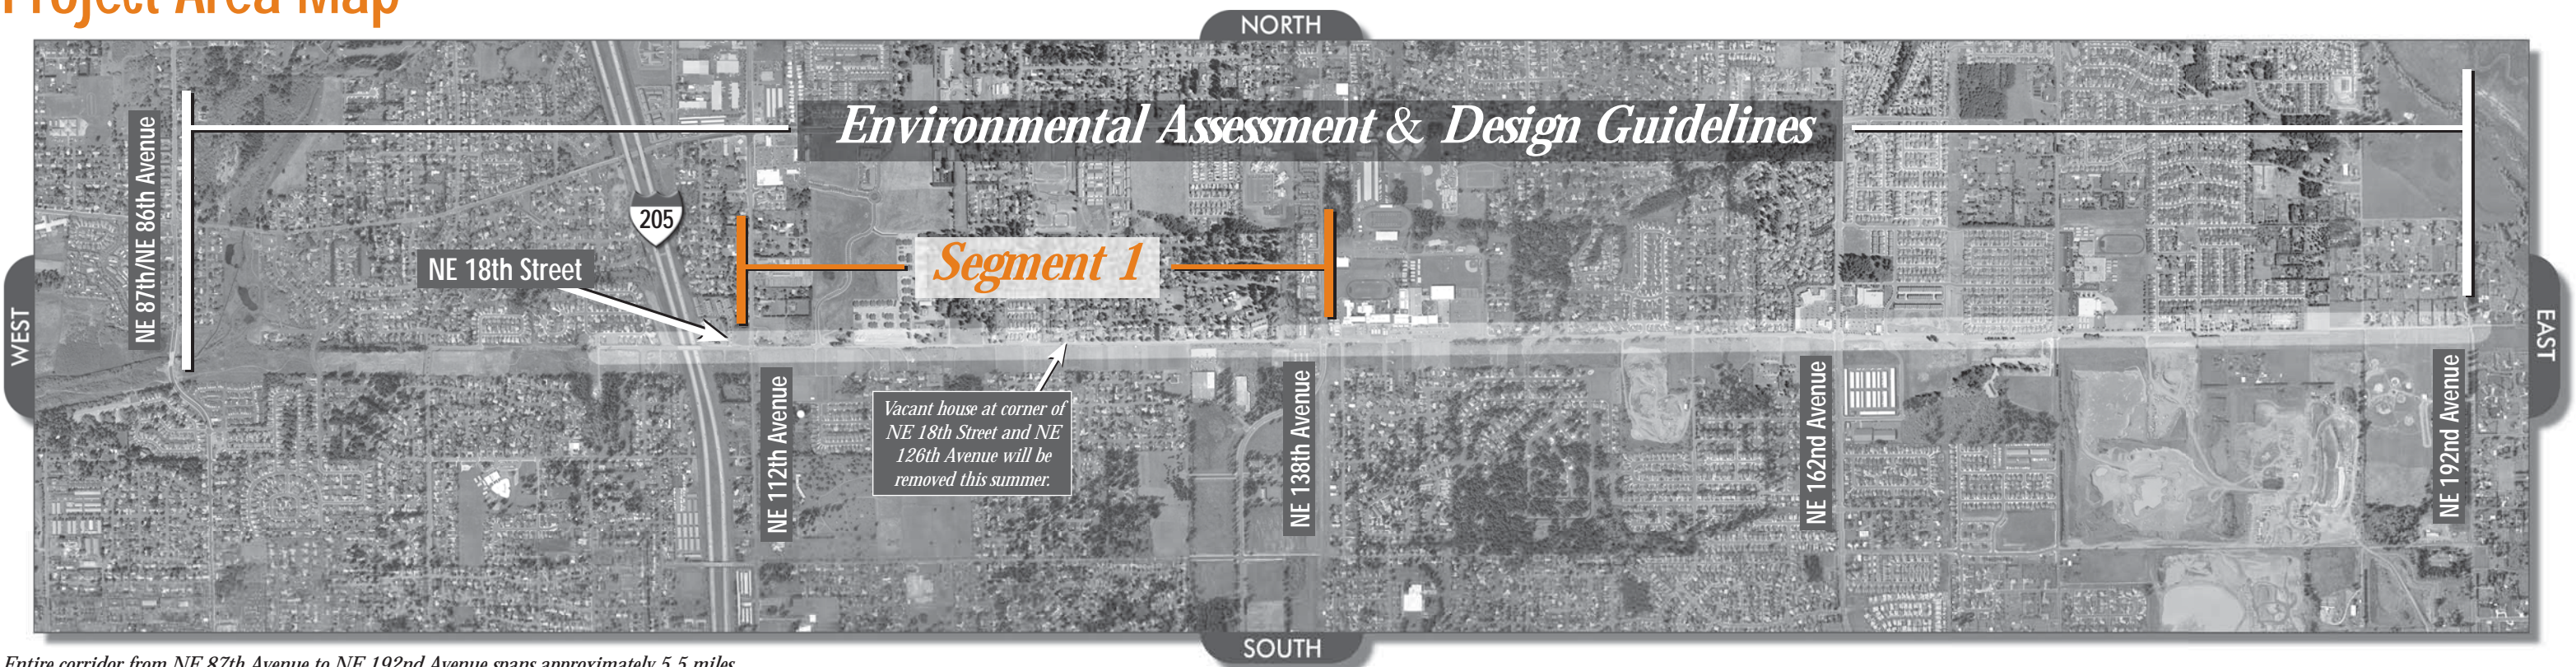 Project Area Map
NORTH
Environmental Assessment & Design Guidelines
NE 87th/NE 86th Avenue
205
NE 18th Street
Segment 1
WEST
EAST
Vacant house at corner of
NE 18th Street and NE
126th Avenue will be
removed this summer.
NE 112th Avenue
NE 138th Avenue
NE 162nd Avenue
NE 192nd Avenue
SOUTH
Entire corridor from NE 87th Avenue to NE 192nd Avenue spans approximately 5.5 miles